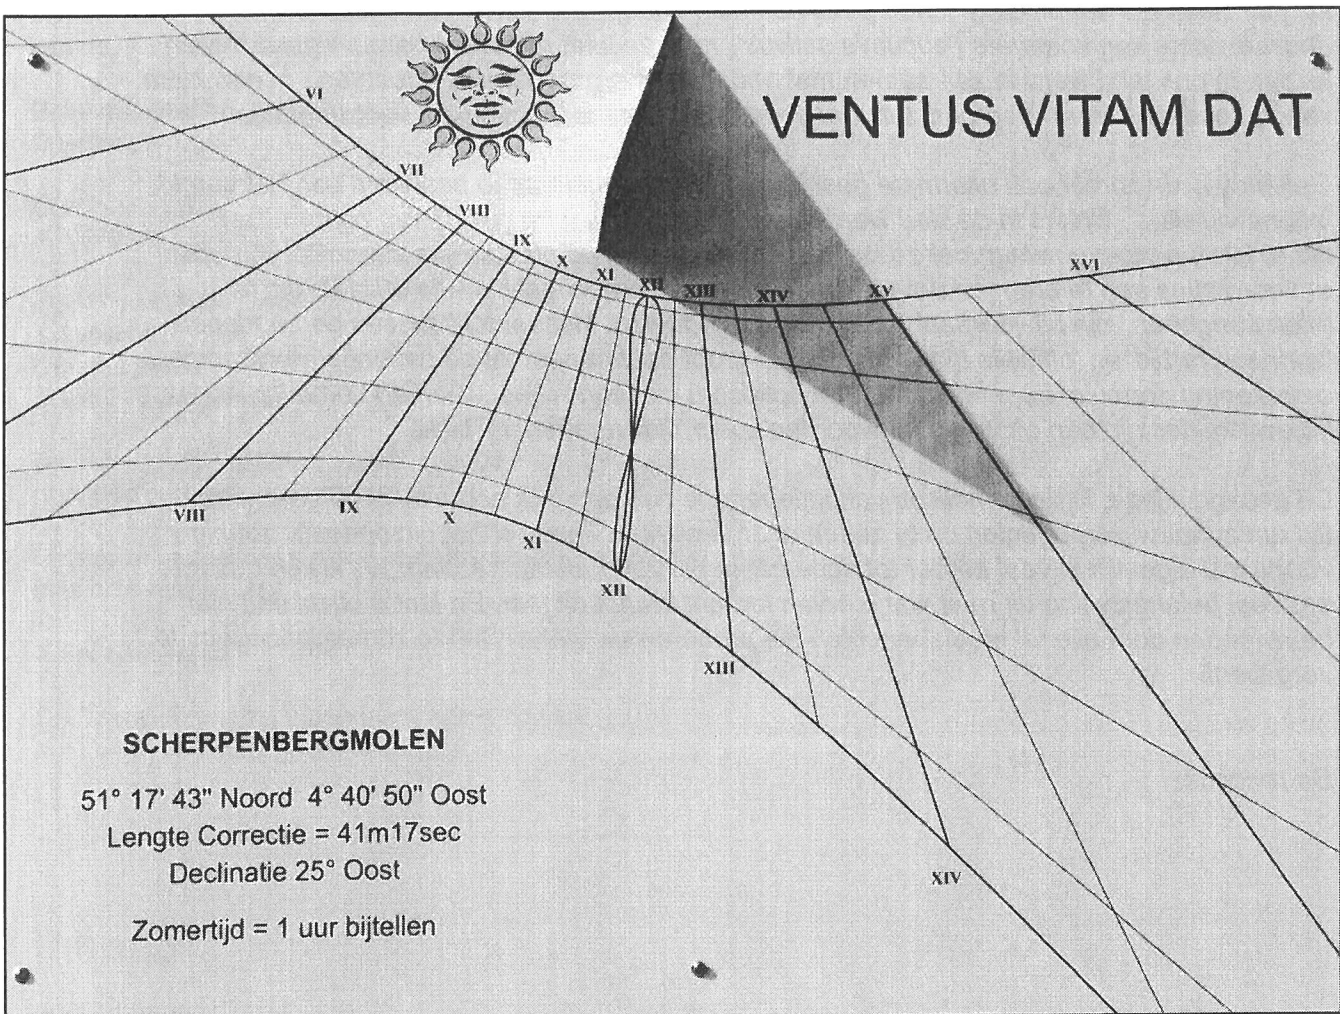 VENTUS VITAM DAT
VI
VII
VIII
IX
X
XI
XII
XIII
XIV
XV
XVI
VIII
IX
X
XI
XII
XIII
XIV
SCHERPENBERGMOLEN
51° 17' 43" Noord 4° 40' 50" Oost
Lengte Correctie = 41m17sec
Declinatie 25° Oost
Zomertijd = 1 uur bijtellen